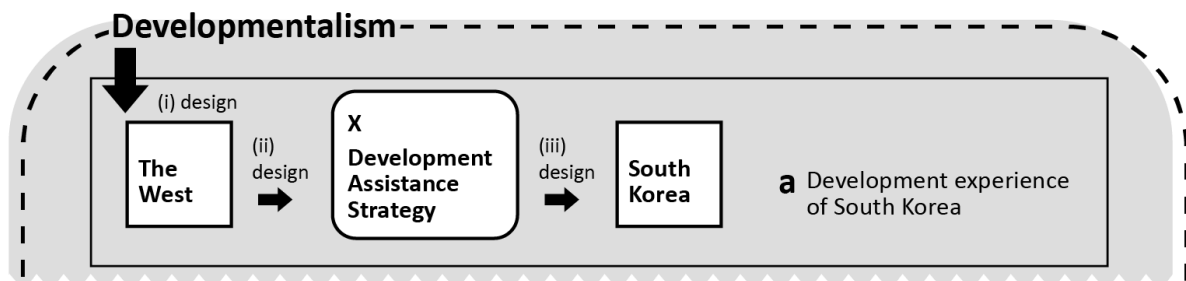 Developmentalism
(i) design
The
West
(ii)
design
X
Development
Assistance
Strategy
(iii)
design
South
Korea
a Development experience
of South Korea